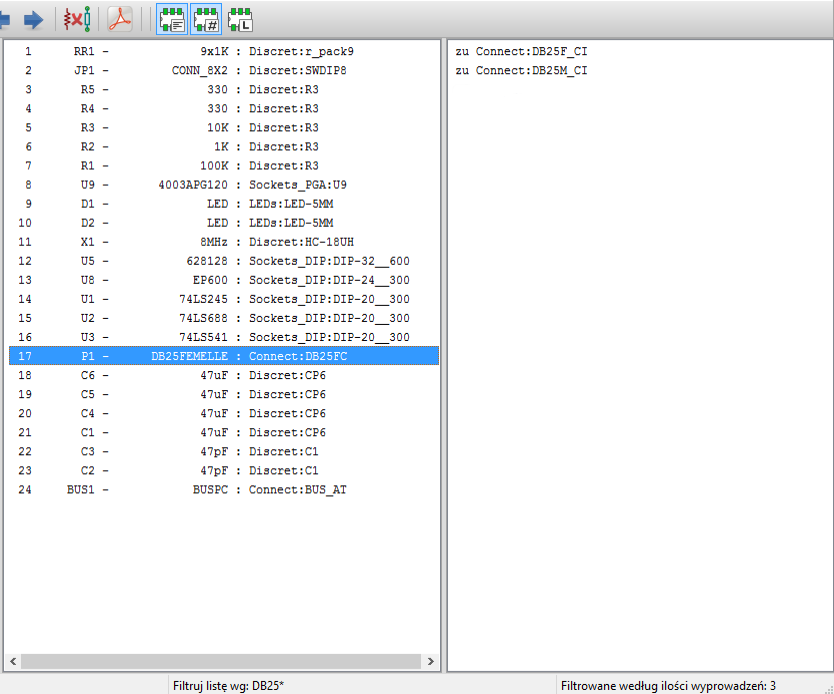 1 RR1 - 9x1K : Discret:r_pack9
2 JP1 - CONN_8X2 : Discret:SWDIP8
3 R5 - 330 : Discret:R3
4 R4 - 330 : Discret:R3
5 R3 - 10K : Discret:R3
6 R2 - 1K : Discret:R3
7 R1 - 100K : Discret:R3
8 U9 - 4003APG120 : Sockets_PGA:U9
9 D1 - LED : LEDs:LED-5MM
10 D2 - LED : LEDs:LED-5MM
11 X1 - 8MHz : Discret:HC-18UH
12 U5 - 628128 : Sockets_DIP:DIP-32__600
13 U8 - EP600 : Sockets_DIP:DIP-24__300
14 U1 - 74LS245 : Sockets_DIP:DIP-20__300
15 U2 - 74LS688 : Sockets_DIP:DIP-20__300
16 U3 - 74LS541 : Sockets_DIP:DIP-20__300
17 P1 - DB25FEMELLE : Connect:DB25FC
18 C6 - 47uF : Discret:CP6
19 C5 - 47uF : Discret:CP6
20 C4 - 47uF : Discret:CP6
21 C1 - 47uF : Discret:CP6
22 C3 - 47pF : Discret:C1
23 C2 - 47pF : Discret:C1
24 BUS1 - BUSPC : Connect:BUS_AT
zu Connect:DB25F_CI
zu Connect:DB25M_CI
Filtruj listę wg: DB25*
Filtrowane według ilości wyprowadzeń: 3